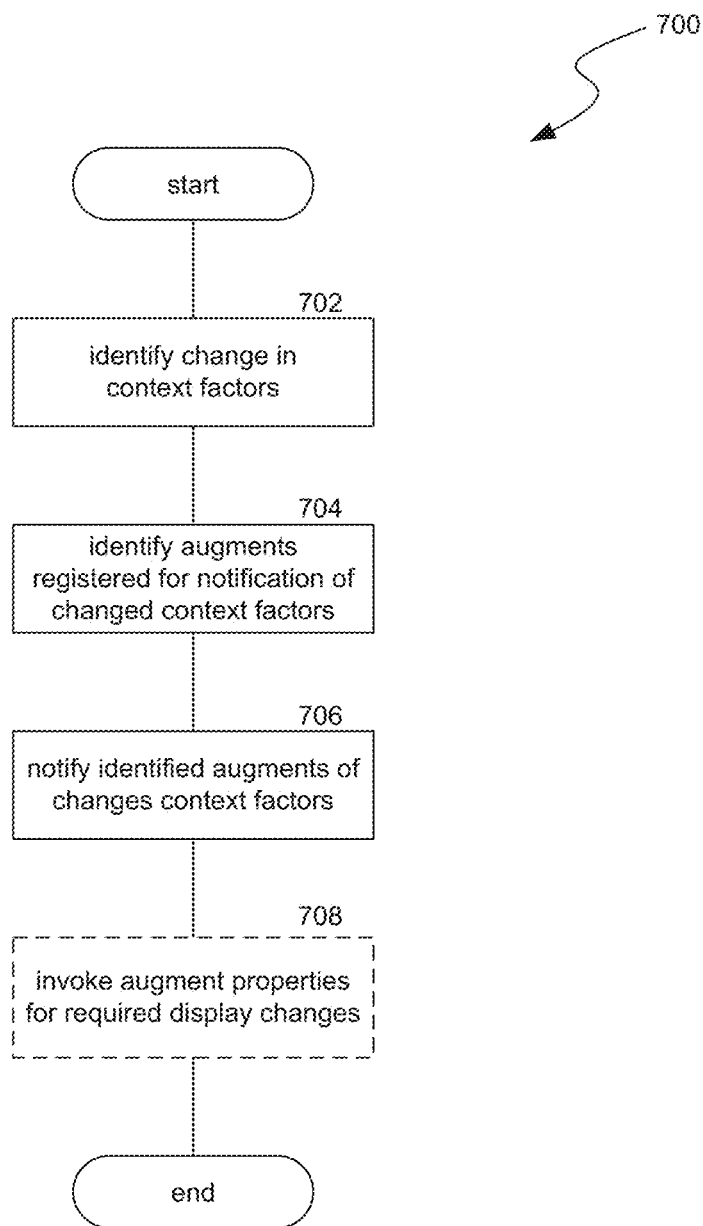 700
start
702
identify change in
context factors
704
identify augments
registered for notification of
changed context factors
706
notify identified augments of
changes context factors
708
invoke augment properties
for required display changes
end